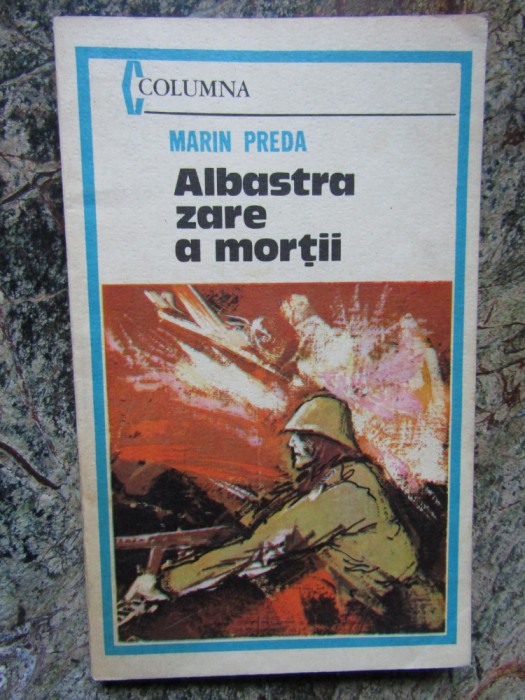 COLUMNA
MARIN PREDA
Albastra
zare
a morții